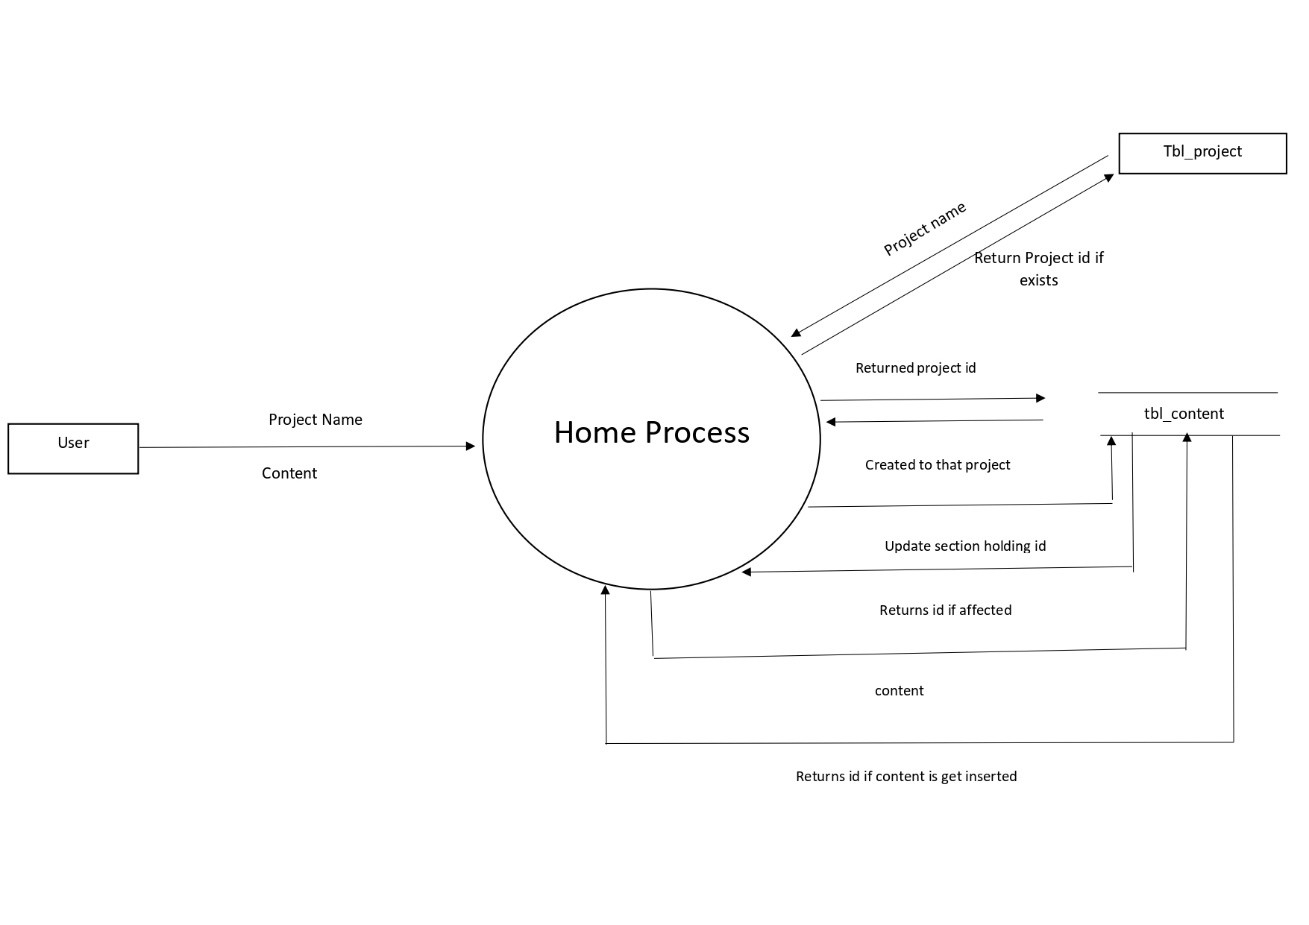 Tbl_project
Project name
Return Project id if
exists
Returned project id
tbl_content
Project Name
Home Process
User
Created to that project
Content
Update section holding id
Returns id if affected
content
Returns id if content is get inserted